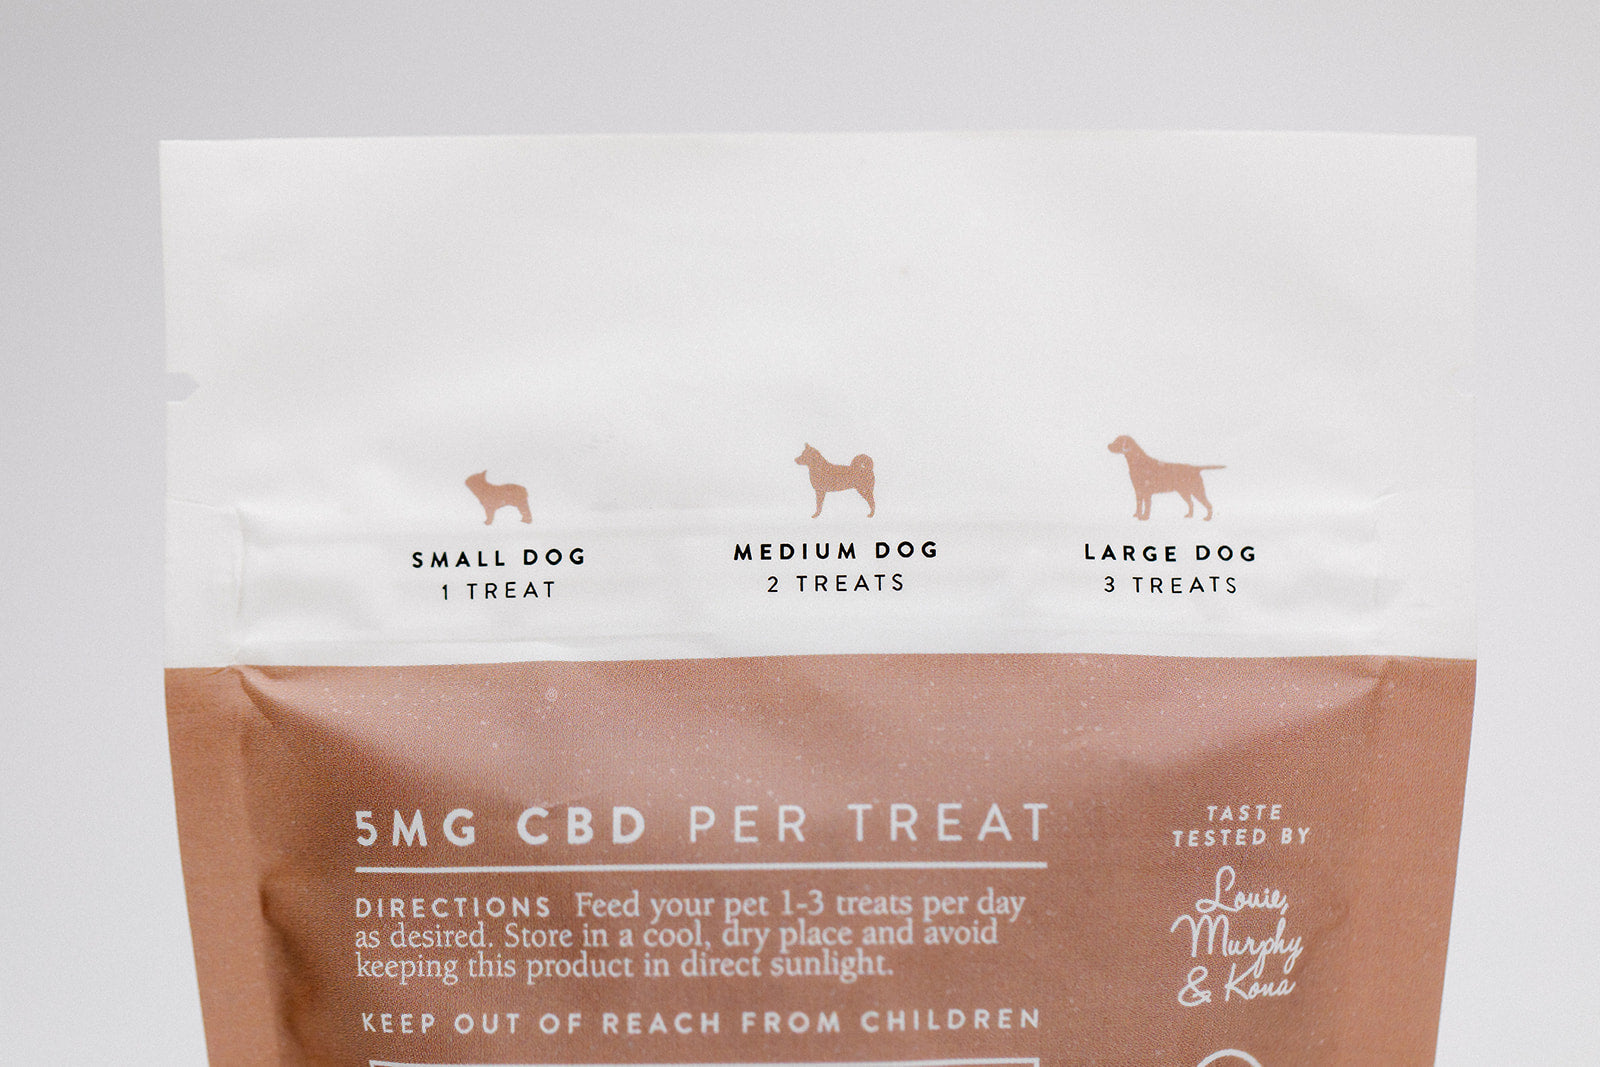 SMALL DOG
1 TREAT
MEDIUM DOG
2 TREATS
LARGE DOG
3 TREATS
5MG CBD PER TREAT
DIRECTIONS Feed your pet 1-3 treats per day
as desired. Store in a cool, dry place and avoid
keeping this product in direct sunlight.
KEEP OUT OF REACH FROM CHILDREN
TASTE
TESTED BY
Louie,
Murphy
& Kona